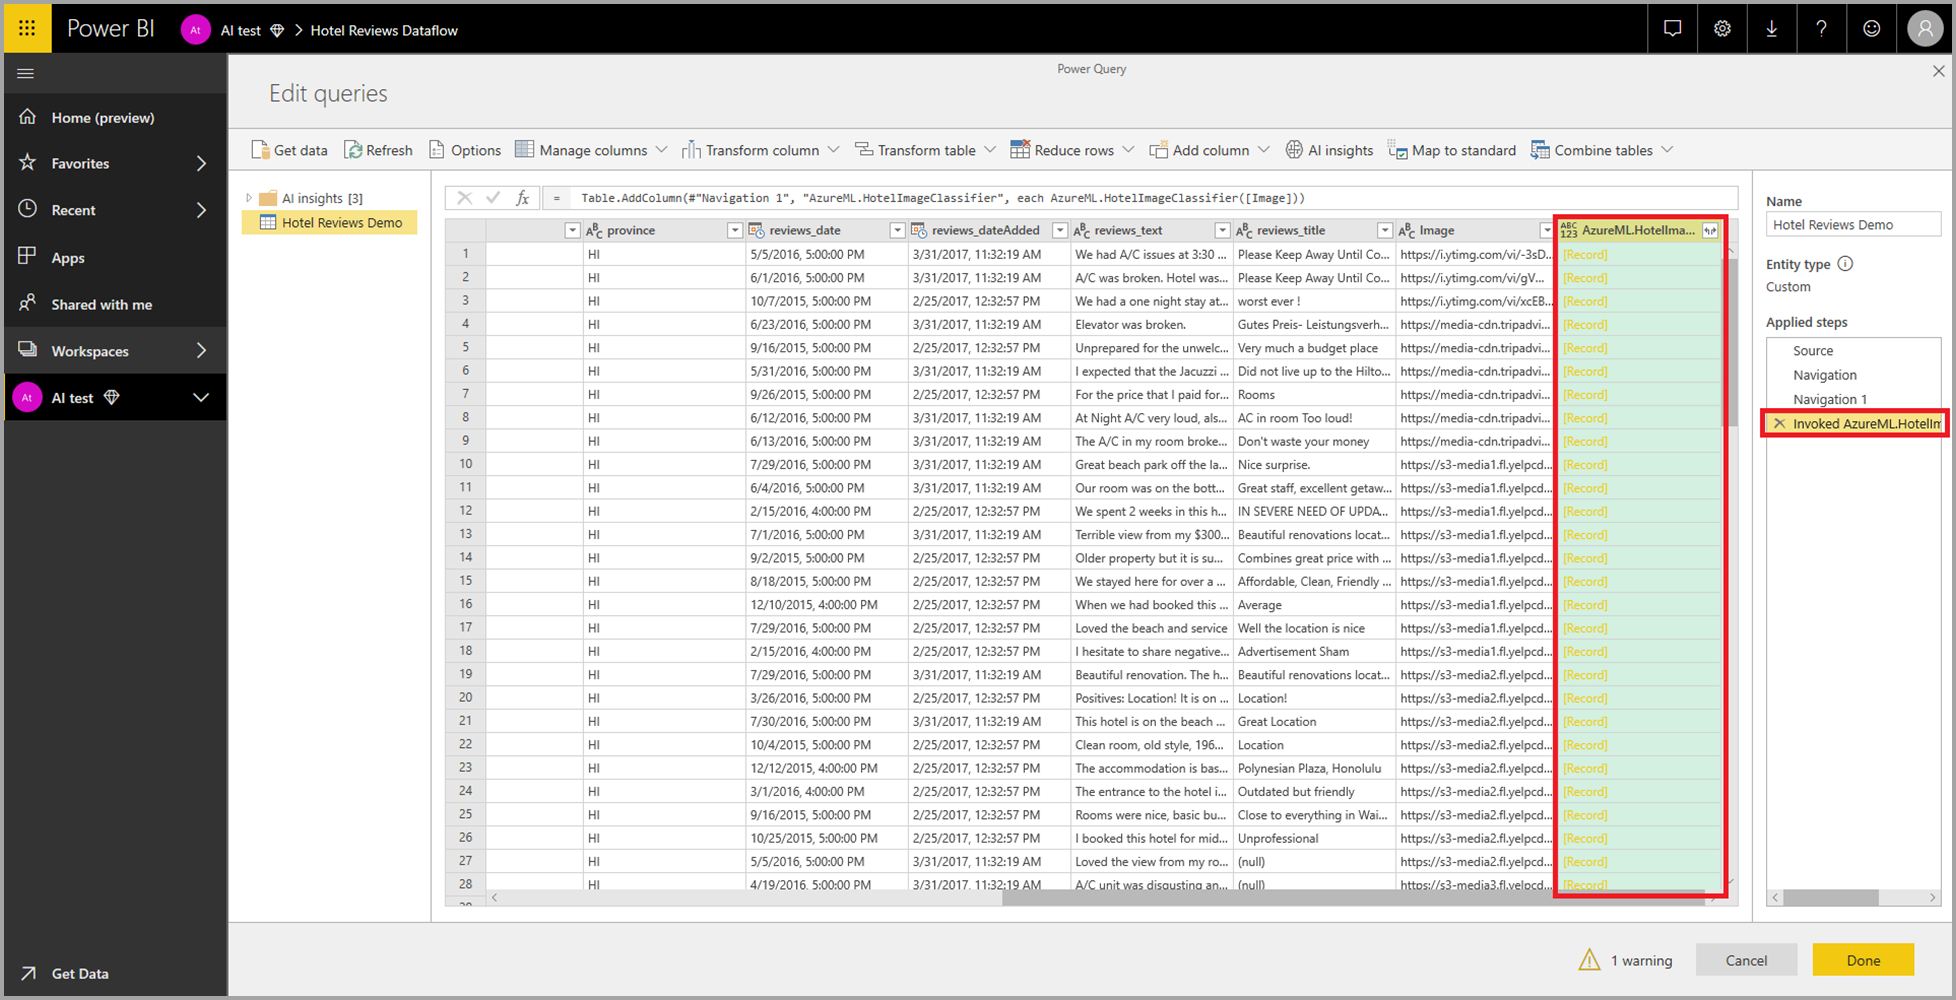 Power BI At AI test > Hotel Reviews Dataflow ?
Power Query
Edit queries
Home (preview)
Favorites
Recent
Apps
Shared with me
Workspaces
At AI test
Get Data
Get data Refresh Options Manage columns Transform column Transform table Reduce rows Add column AI insights Map to standard Combine tables
AI insights [3]
Hotel Reviews Demo
fx = Table.AddColumn(#"Navigation 1", "AzureML.HotelImageClassifier", each AzureML.HotelImageClassifier([Image]))
ABC province reviews_date reviews_dateAdded ABC reviews_text ABC reviews_title ABC Image ABC 123 AzureML.HotelIma...
1 HI 5/5/2016, 5:00:00 PM 3/31/2017, 11:32:19 AM We had A/C issues at 3:30 ... Please Keep Away Until Co... https://i.ytimg.com/vi/-3sD... [Record]
2 HI 6/1/2016, 5:00:00 PM 3/31/2017, 11:32:19 AM A/C was broken. Hotel was... Please Keep Away Until Co... https://i.ytimg.com/vi/gV... [Record]
3 HI 10/7/2015, 5:00:00 PM 2/25/2017, 12:32:57 PM We had a one night stay at... worst ever ! https://i.ytimg.com/vi/xcEB... [Record]
4 HI 6/23/2016, 5:00:00 PM 3/31/2017, 11:32:19 AM Elevator was broken. Gutes Preis- Leistungsverh... https://media-cdn.tripadvi... [Record]
5 HI 9/16/2015, 5:00:00 PM 2/25/2017, 12:32:57 PM Unprepared for the unwelc... Very much a budget place https://media-cdn.tripadvi... [Record]
6 HI 5/31/2016, 5:00:00 PM 3/31/2017, 11:32:19 AM I expected that the Jacuzzi ... Did not live up to the Hilto... https://media-cdn.tripadvi... [Record]
7 HI 9/26/2015, 5:00:00 PM 2/25/2017, 12:32:57 PM For the price that I paid for... Rooms https://media-cdn.tripadvi... [Record]
8 HI 6/12/2016, 5:00:00 PM 3/31/2017, 11:32:19 AM At Night A/C very loud, als... AC in room Too loud! https://media-cdn.tripadvi... [Record]
9 HI 6/13/2016, 5:00:00 PM 3/31/2017, 11:32:19 AM The A/C in my room broke... Don't waste your money https://media-cdn.tripadvi... [Record]
10 HI 7/29/2016, 5:00:00 PM 3/31/2017, 11:32:19 AM Great beach park off the la... Nice surprise. https://s3-media1.fl.yelpcd... [Record]
11 HI 6/4/2016, 5:00:00 PM 3/31/2017, 11:32:19 AM Our room was on the bott... Great staff, excellent getaw... https://s3-media1.fl.yelpcd... [Record]
12 HI 2/15/2016, 4:00:00 PM 2/25/2017, 12:32:57 PM We spent 2 weeks in this h... IN SEVERE NEED OF UPDA... https://s3-media1.fl.yelpcd... [Record]
13 HI 7/1/2016, 5:00:00 PM 3/31/2017, 11:32:19 AM Terrible view from my $300... Beautiful renovations locat... https://s3-media1.fl.yelpcd... [Record]
14 HI 9/2/2015, 5:00:00 PM 2/25/2017, 12:32:57 PM Older property but it is su... Combines great price with ... https://s3-media1.fl.yelpcd... [Record]
15 HI 8/18/2015, 5:00:00 PM 2/25/2017, 12:32:57 PM We stayed here for over a ... Affordable, Clean, Friendly ... https://s3-media1.fl.yelpcd... [Record]
16 HI 12/10/2015, 4:00:00 PM 2/25/2017, 12:32:57 PM When we had booked this ... Average https://s3-media1.fl.yelpcd... [Record]
17 HI 7/29/2016, 5:00:00 PM 2/25/2017, 12:32:57 PM Loved the beach and service Well the location is nice https://s3-media1.fl.yelpcd... [Record]
18 HI 2/15/2016, 4:00:00 PM 2/25/2017, 12:32:57 PM I hesitate to share negative... Advertisement Sham https://s3-media1.fl.yelpcd... [Record]
19 HI 7/29/2016, 5:00:00 PM 3/31/2017, 11:32:19 AM Beautiful renovation. The h... Beautiful renovations locat... https://s3-media2.fl.yelpcd... [Record]
20 HI 3/26/2016, 5:00:00 PM 2/25/2017, 12:32:57 PM Positives: Location! It is on ... Location! https://s3-media2.fl.yelpcd... [Record]
21 HI 7/30/2016, 5:00:00 PM 3/31/2017, 11:32:19 AM This hotel is on the beach ... Great Location https://s3-media2.fl.yelpcd... [Record]
22 HI 10/4/2015, 5:00:00 PM 2/25/2017, 12:32:57 PM Clean room, old style, 196... Location https://s3-media2.fl.yelpcd... [Record]
23 HI 12/12/2015, 4:00:00 PM 2/25/2017, 12:32:57 PM The accommodation is bas... Polynesian Plaza, Honolulu https://s3-media2.fl.yelpcd... [Record]
24 HI 3/1/2016, 4:00:00 PM 2/25/2017, 12:32:57 PM The entrance to the hotel i... Outdated but friendly https://s3-media2.fl.yelpcd... [Record]
25 HI 9/16/2015, 5:00:00 PM 2/25/2017, 12:32:57 PM Rooms were nice, basic bu... Close to everything in Wai... https://s3-media2.fl.yelpcd... [Record]
26 HI 10/25/2015, 5:00:00 PM 2/25/2017, 12:32:57 PM I booked this hotel for mid... Unprofessional https://s3-media2.fl.yelpcd... [Record]
27 HI 5/5/2016, 5:00:00 PM 3/31/2017, 11:32:19 AM Loved the view from my ro... (null) https://s3-media2.fl.yelpcd... [Record]
28 HI 4/19/2016, 5:00:00 PM 3/31/2017, 11:32:19 AM A/C unit was disgusting an... (null) https://s3-media3.fl.yelpcd... [Record]
Name
Hotel Reviews Demo
Entity type
Custom
Applied steps
Source
Navigation
Navigation 1
Invoked AzureML.HotelIm
1 warning Cancel Done